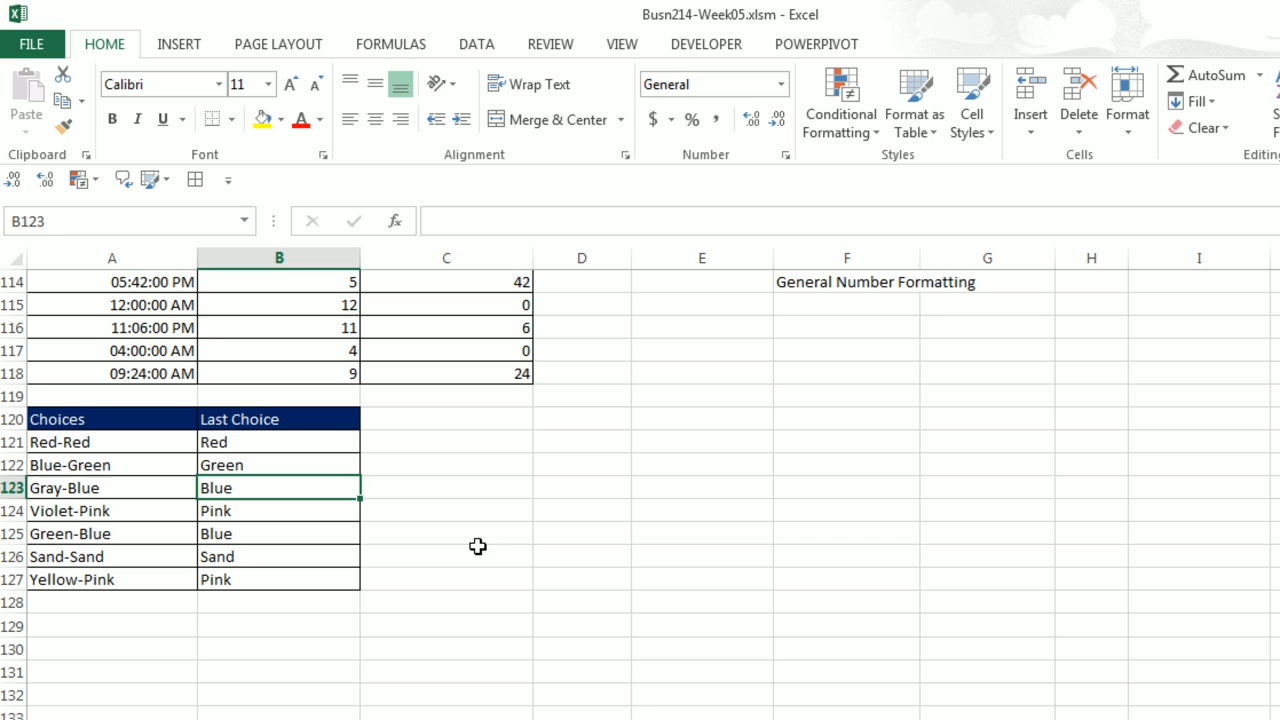 Busn214-Week05.xlsm - Excel
FILE HOME INSERT PAGE LAYOUT FORMULAS DATA REVIEW VIEW DEVELOPER POWERPIVOT
Calibri 11 A A Wrap Text General Conditional Formatting Format as Table Cell Styles Insert Delete Format AutoSum
Paste B I U A Merge & Center $ % , .00 .00 Fill
Clear
Clipboard Font Alignment Number Styles Cells Editing
B123 fx
A B C D E F G H I
114 05:42:00 PM 5 42 General Number Formatting
115 12:00:00 AM 12 0
116 11:06:00 PM 11 6
117 04:00:00 AM 4 0
118 09:24:00 AM 9 24
119
120 Choices Last Choice
121 Red-Red Red
122 Blue-Green Green
123 Gray-Blue Blue
124 Violet-Pink Pink
125 Green-Blue Blue
126 Sand-Sand Sand
127 Yellow-Pink Pink
128
129
130
131
132
133